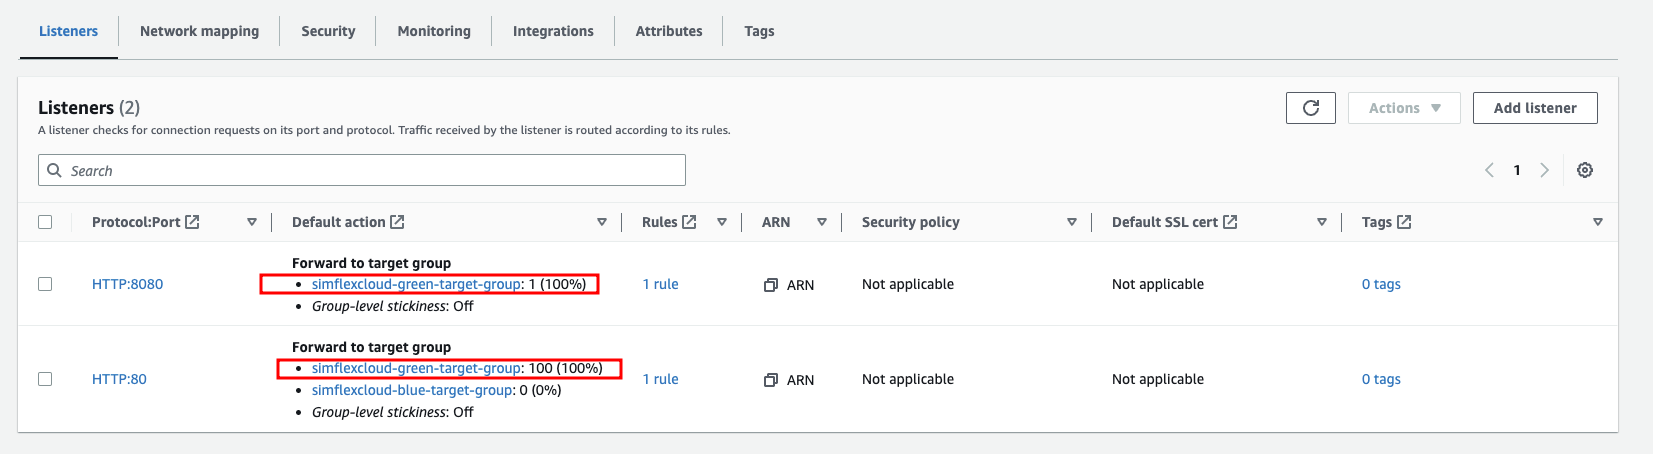 Listeners
Network mapping
Security
Monitoring
Integrations
Attributes
Tags
Listeners (2)
A listener checks for connection requests on its port and protocol. Traffic received by the listener is routed according to its rules.
Actions
Add listener
Search
1
Protocol:Port
Default action
Rules
ARN
Security policy
Default SSL cert
Tags
HTTP:8080
Forward to target group
simflexcloud-green-target-group: 1 (100%)
Group-level stickiness: Off
1 rule
ARN
Not applicable
Not applicable
0 tags
HTTP:80
Forward to target group
simflexcloud-green-target-group: 100 (100%)
simflexcloud-blue-target-group: 0 (0%)
Group-level stickiness: Off
1 rule
ARN
Not applicable
Not applicable
0 tags